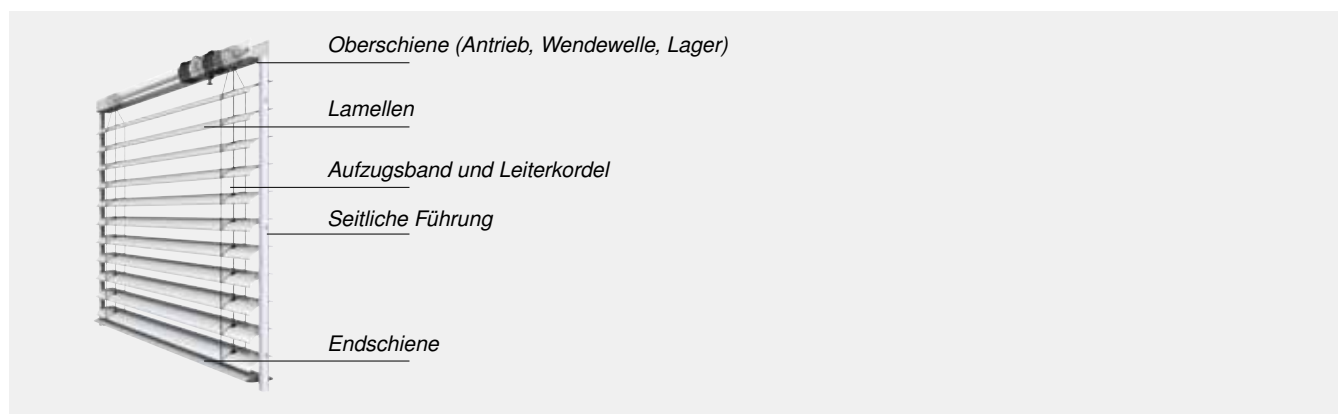 Oberschiene (Antrieb, Wendewelle, Lager)
Lamellen
Aufzugsband und Leiterkordel
Seitliche Führung
Endschiene